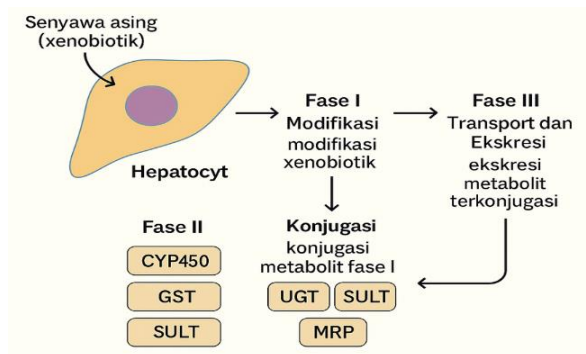 Senyawa asing
(xenobiotik)
Hepatocyt
Fase I
Modifikasi
modifikasi
xenobiotik
Fase III
Transport dan
Ekskresi
ekskresi
metabolit
terkonjugasi
Fase II
CYP450
GST
SULT
Konjugasi
konjugasi
metabolit fase I
UGT
SULT
MRP